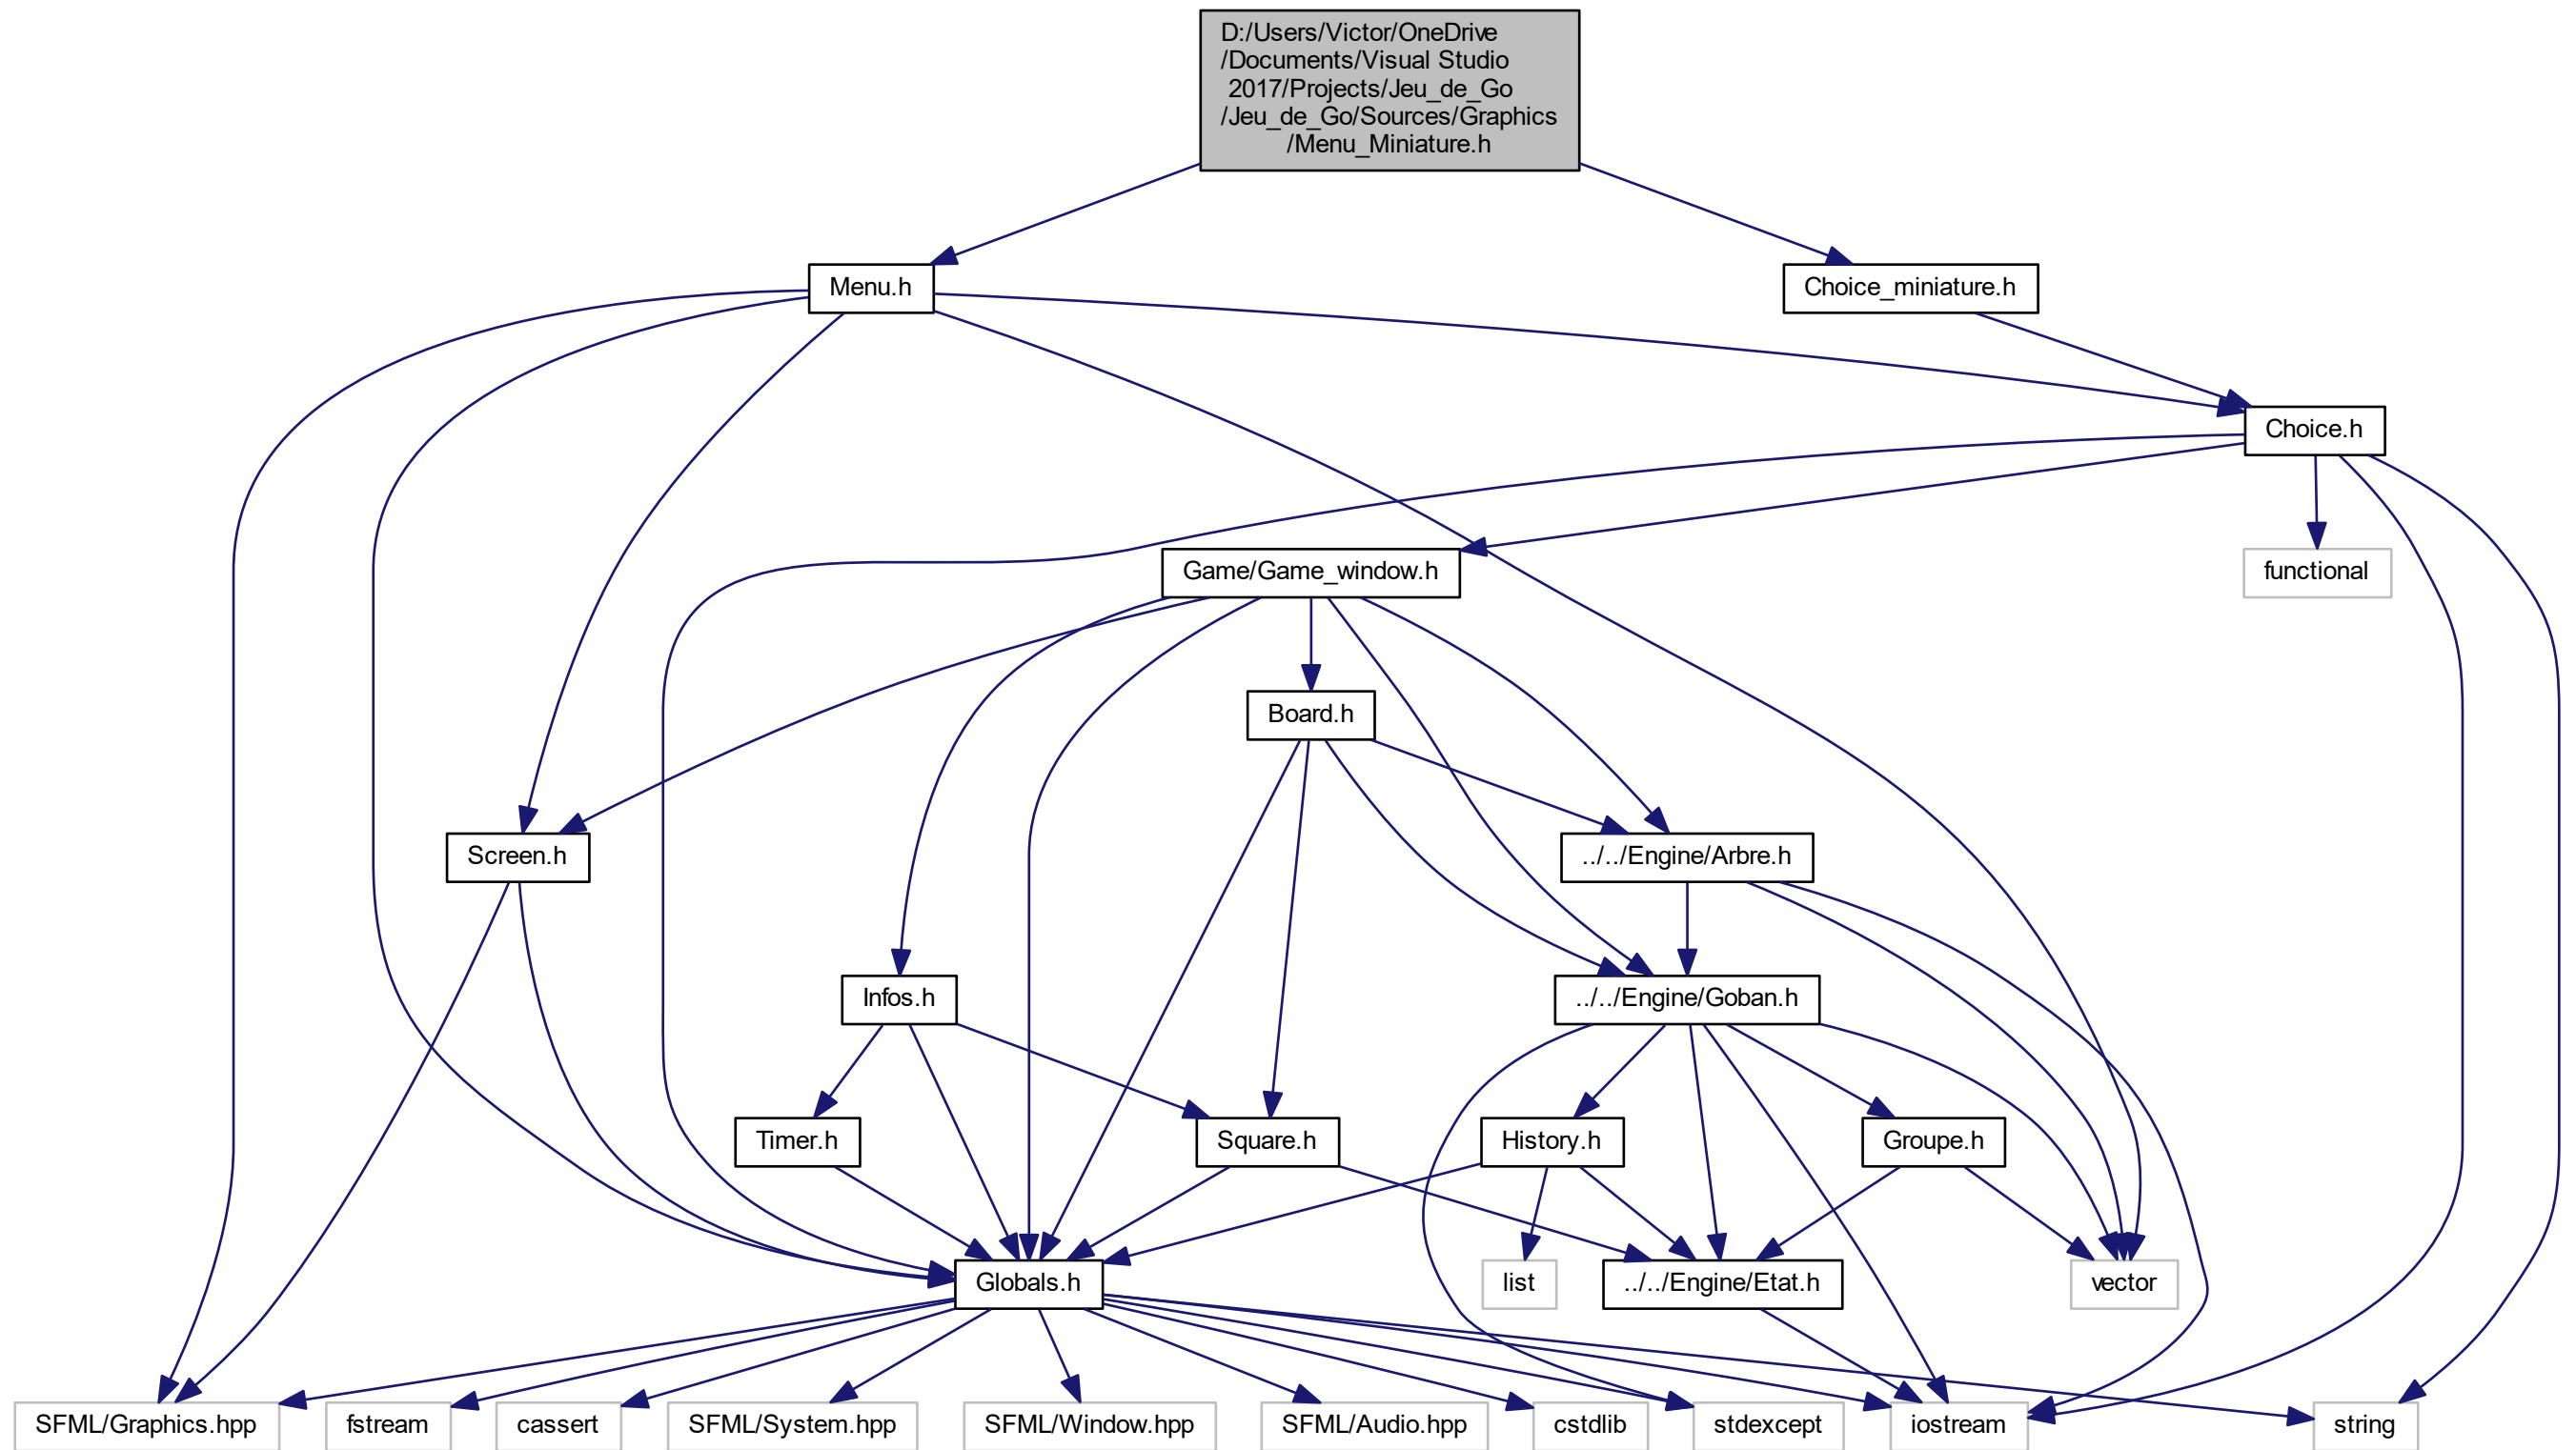 D:/Users/Victor/OneDrive
/Documents/Visual Studio
2017/Projects/Jeu_de_Go
/Jeu_de_Go/Sources/Graphics
/Menu_Miniature.h
Menu.h
Choice_miniature.h
Choice.h
Game/Game_window.h
functional
Board.h
Screen.h
../../Engine/Arbre.h
Infos.h
../../Engine/Goban.h
Timer.h
Square.h
History.h
Groupe.h
Globals.h
list
../../Engine/Etat.h
vector
SFML/Graphics.hpp
fstream
cassert
SFML/System.hpp
SFML/Window.hpp
SFML/Audio.hpp
cstdlib
stdexcept
iostream
string